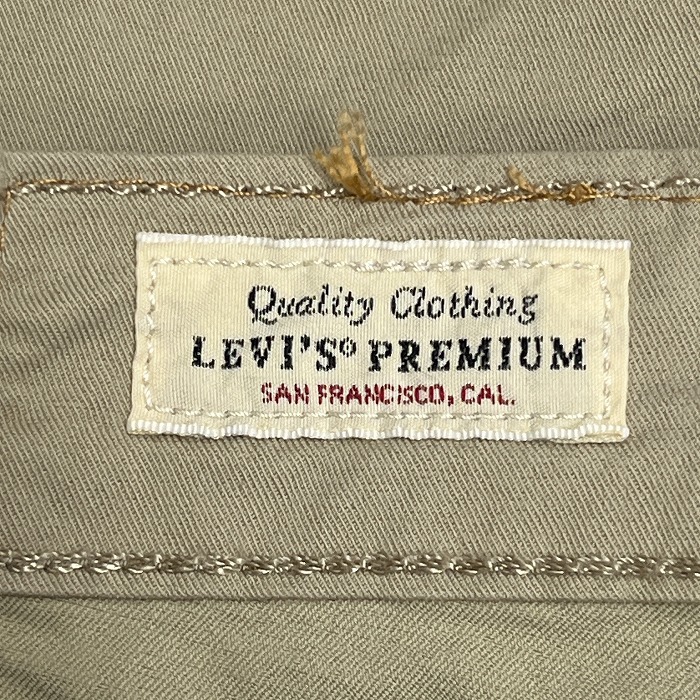 Quality Clothing
LEVI'S® PREMIUM
SAN FRANCISCO, CAL.